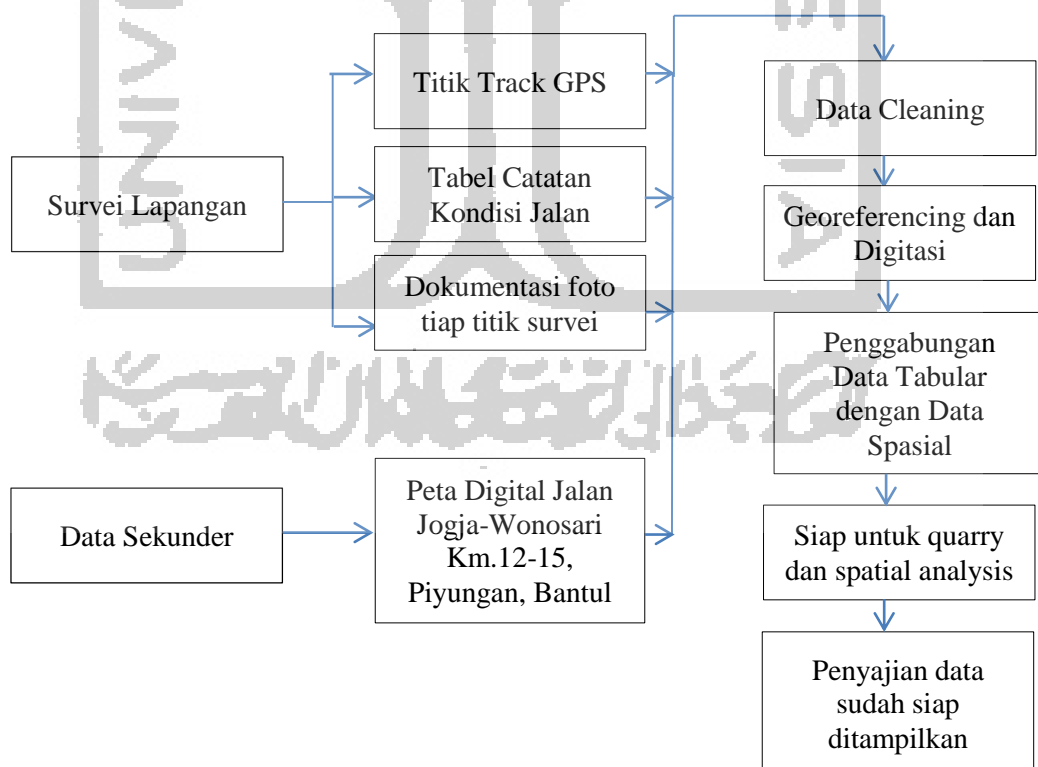 Survei Lapangan
Titik Track GPS
Tabel Catatan
Kondisi Jalan
Dokumentasi foto
tiap titik survei
Data Sekunder
Peta Digital Jalan
Jogja-Wonosari
Km.12-15,
Piyungan, Bantul
Data Cleaning
Georeferencing dan
Digitasi
Penggabungan
Data Tabular
dengan Data
Spasial
Siap untuk quarry
dan spatial analysis
Penyajian data
sudah siap
ditampilkan